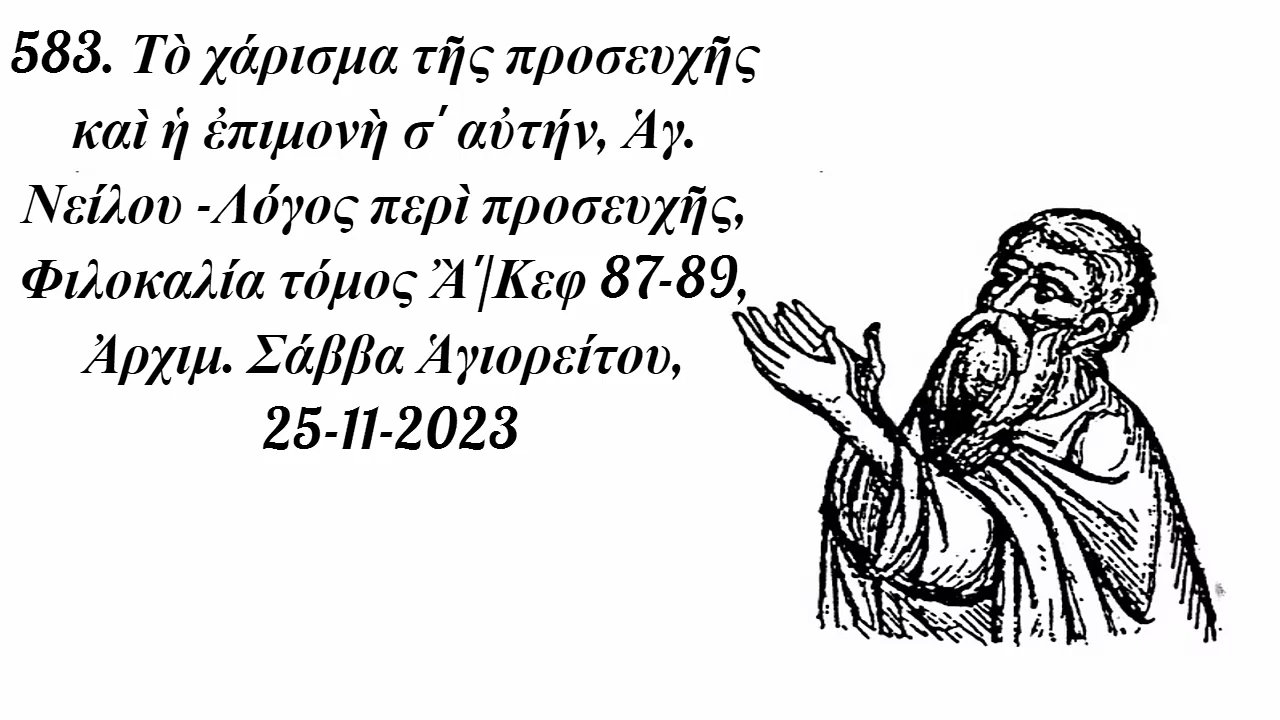 583. Τὸ χάρισμα τῆς προσευχῆς
καὶ ἡ ἐπιμονὴ σ΄ αὐτήν, Ἁγ.
Νείλου -Λόγος περὶ προσευχῆς,
Φιλοκαλία τόμος Ἂ΄|Κεφ 87-89,
Ἀρχιμ. Σάββα Ἁγιορείτου,
25-11-2023